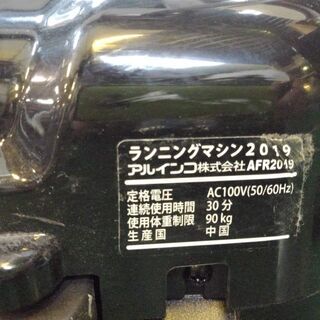 ランニングマシン2019
アルインコ株式会社 AFR2019
定格電圧 AC100V(50/60Hz)
連続使用時間 30分
使用体重制限 90kg
生産国 中国